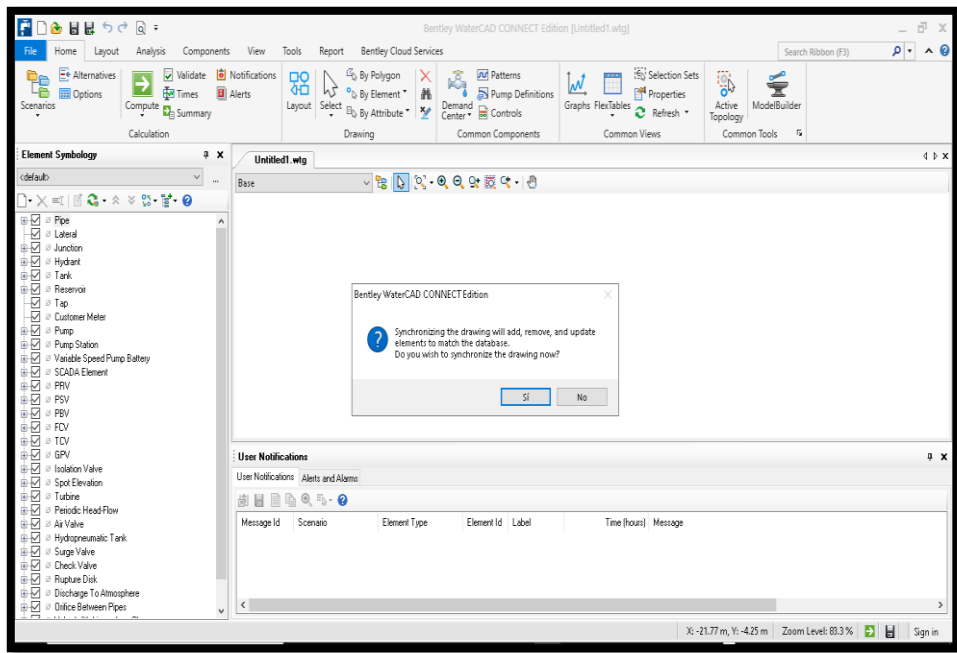 Bentley WaterCAD CONNECT Edition [Untitled1.wtg]
File Home Layout Analysis Components View Tools Report Bentley Cloud Services Search Ribbon (F3)
Scenarios
Alternatives
Options
Compute
Validate
Times
Summary
Notifications
Alerts
Calculation
Layout
Select
By Polygon
By Element
By Attribute
Drawing
Demand Center
Patterns
Pump Definitions
Controls
Common Components
Graphs
FlexTables
Selection Sets
Properties
Refresh
Common Views
Active Topology
ModelBuilder
Common Tools
Element Symbology
<default>
Pipe
Lateral
Junction
Hydrant
Tank
Reservoir
Tap
Customer Meter
Pump
Pump Station
Variable Speed Pump Battery
SCADA Element
PRV
PSV
PBV
FCV
TCV
GPV
Isolation Valve
Spot Elevation
Turbine
Periodic Head-Flow
Air Valve
Hydropneumatic Tank
Surge Valve
Check Valve
Rupture Disk
Discharge To Atmosphere
Orifice Between Pipes
Untitled1.wtg
Base
Bentley WaterCAD CONNECT Edition
Synchronizing the drawing will add, remove, and update
elements to match the database.
Do you wish to synchronize the drawing now?
Sí No
User Notifications
User Notifications Alerts and Alarms
Message Id Scenario Element Type Element Id Label Time (hours) Message
X: -21.77 m, Y: -4.25 m Zoom Level: 83.3 % Sign in